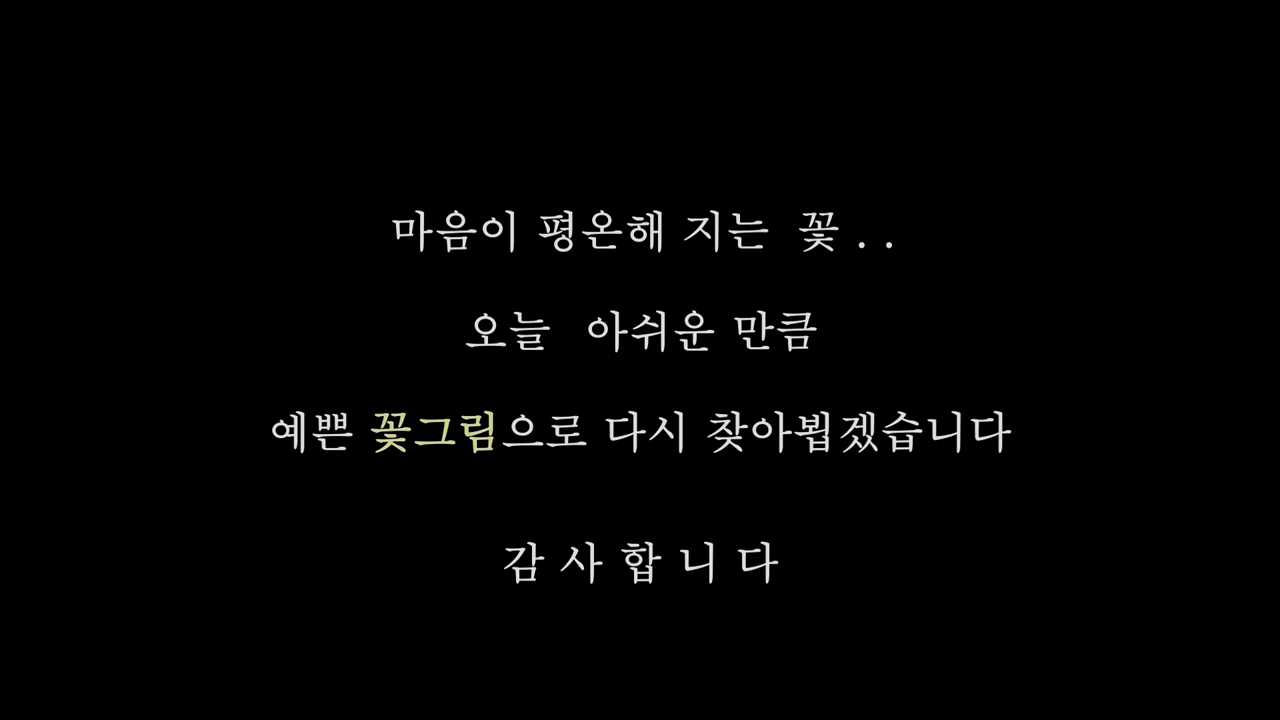 마음이 평온해 지는 꽃 . .
오늘 아쉬운 만큼
예쁜 꽃그림으로 다시 찾아뵙겠습니다
감 사 합 니 다